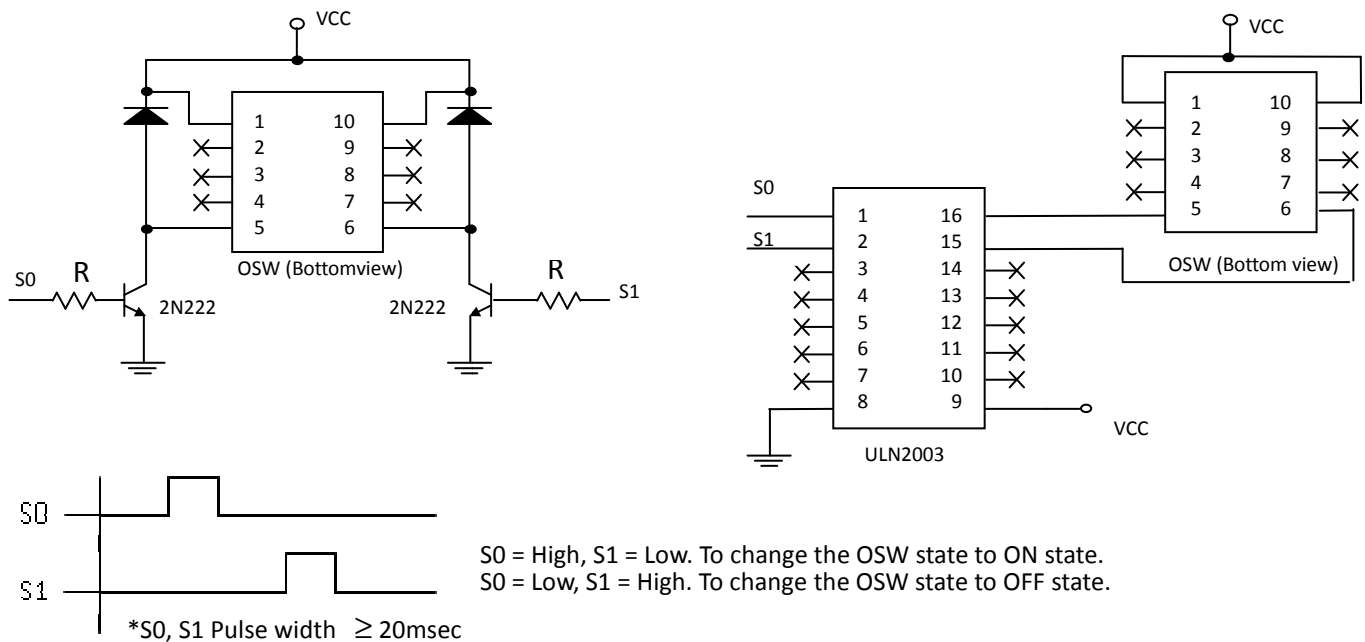 VCC
1 10
2 9
3 8
4 7
5 6
OSW (Bottomview)
S0 R 2N222
2N222 R S1
VCC
1 10
2 9
3 8
4 7
5 6
OSW (Bottom view)
S0
S1
1 16
2 15
3 14
4 13
5 12
6 11
7 10
8 9
VCC
ULN2003
S0
S1
*S0, S1 Pulse width ≥ 20msec
S0 = High, S1 = Low. To change the OSW state to ON state.
S0 = Low, S1 = High. To change the OSW state to OFF state.